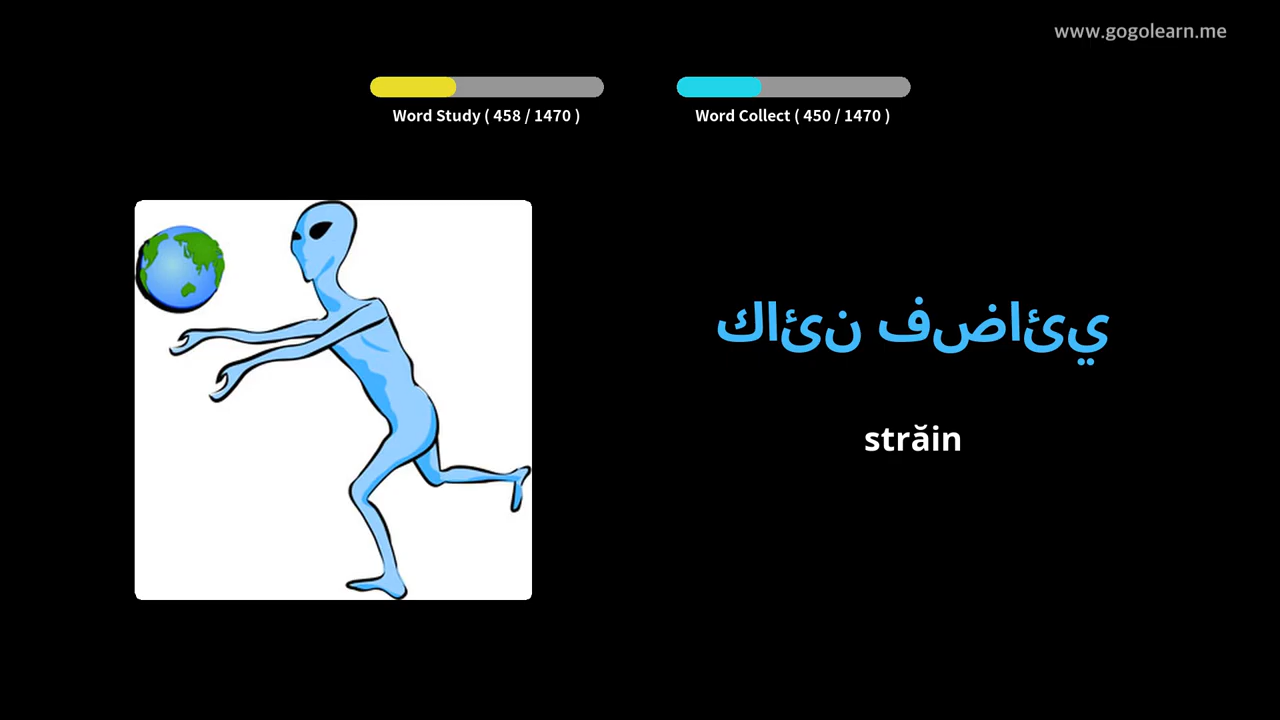 www.gogolearn.me
Word Study ( 458 / 1470 )
Word Collect ( 450 / 1470 )
كائن فضائي
străin